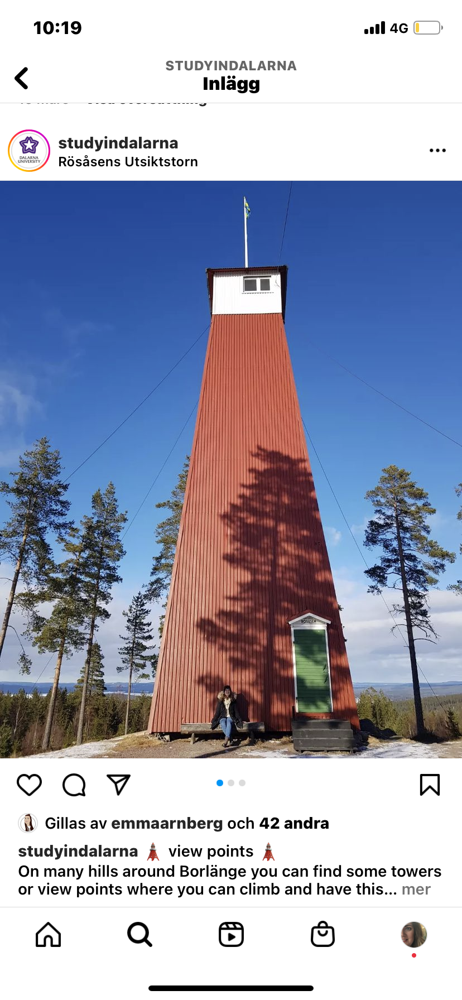 10:19
4G
STUDYINDALARNA
Inlägg
studyindalarna
DALARNA
UNIVERSITY
Rösåsens Utsiktstorn
RÖSÅSEN
Gillas av emmaarnberg och 42 andra
studyindalarna 🗼 view points 🗼
On many hills around Borlänge you can find some towers
or view points where you can climb and have this... mer